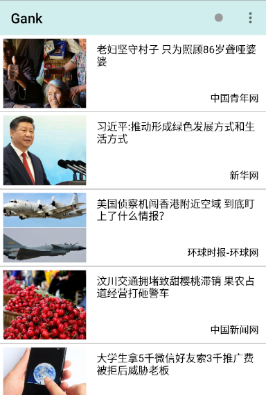 Gank
老妇坚守村子 只为照顾86岁聋哑婆
婆
中国青年网
习近平:推动形成绿色发展方式和生
活方式
新华网
美国侦察机闯香港附近空域 到底盯
上了什么情报?
环球时报-环球网
汶川交通拥堵致甜樱桃滞销 果农占
道经营打砸警车
中国新闻网
大学生拿5千微信好友索3千推广费
被拒后威胁老板